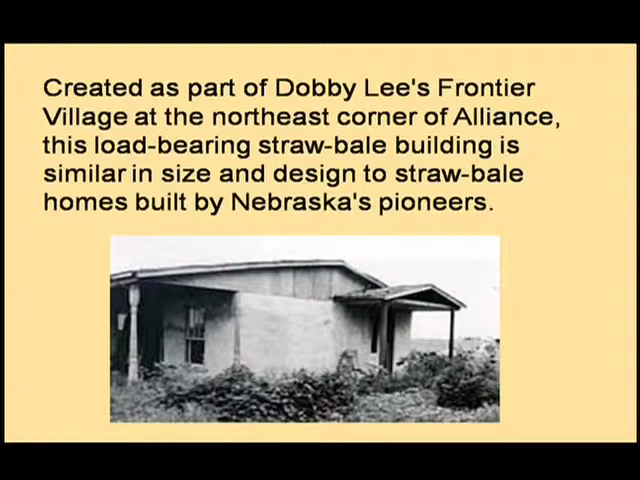 Created as part of Dobby Lee's Frontier
Village at the northeast corner of Alliance,
this load-bearing straw-bale building is
similar in size and design to straw-bale
homes built by Nebraska's pioneers.